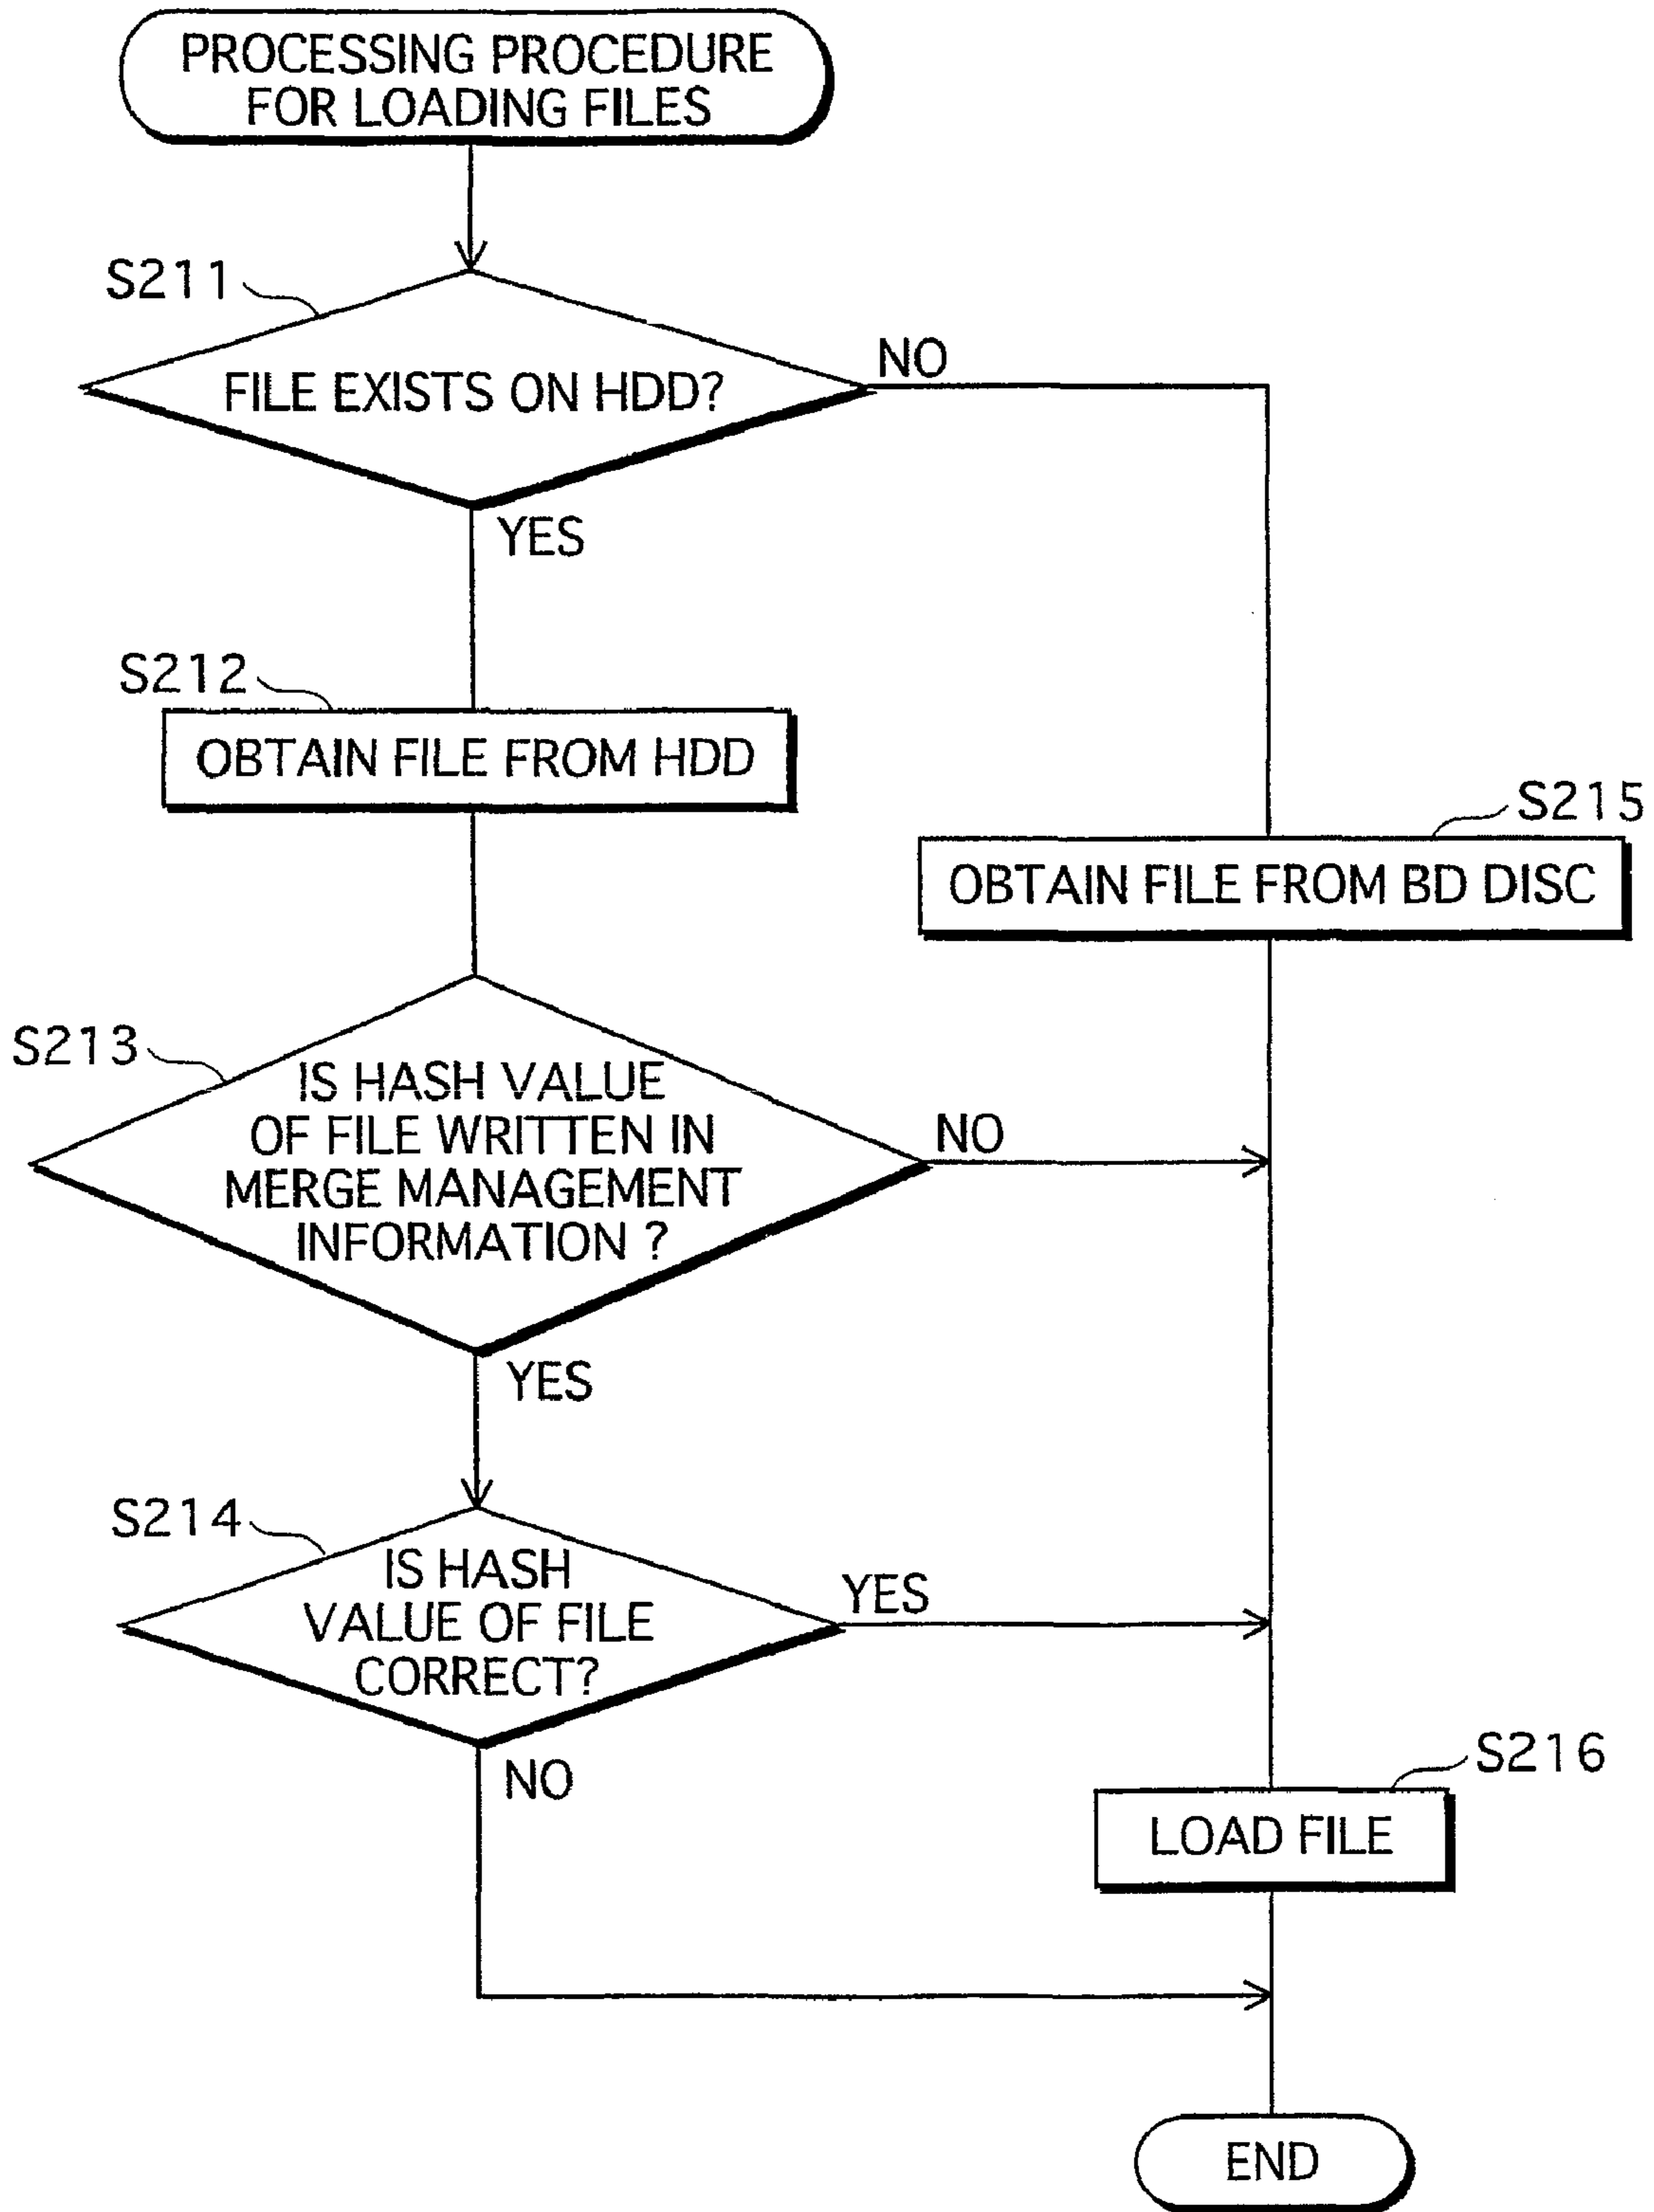 PROCESSING PROCEDURE
FOR LOADING FILES
S211
FILE EXISTS ON HDD?
NO
YES
S212
OBTAIN FILE FROM HDD
S215
OBTAIN FILE FROM BD DISC
S213
IS HASH VALUE
OF FILE WRITTEN IN
MERGE MANAGEMENT
INFORMATION ?
NO
YES
S214
IS HASH
VALUE OF FILE
CORRECT?
YES
NO
S216
LOAD FILE
END